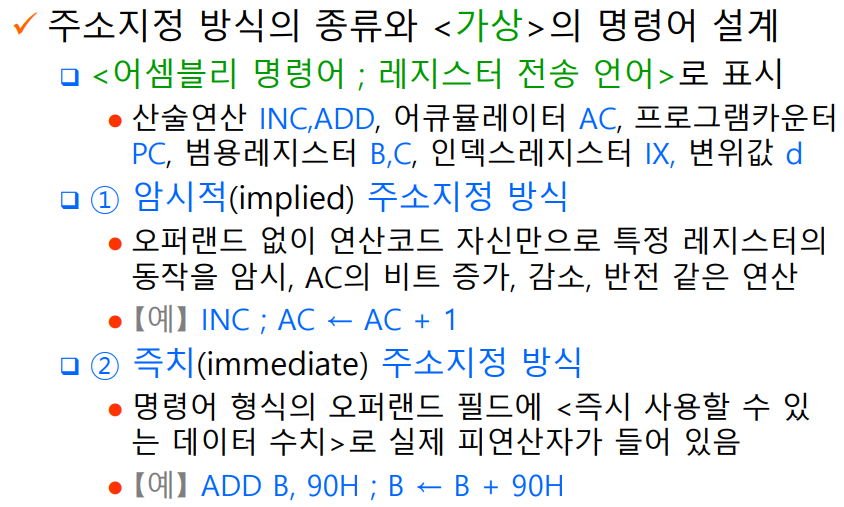 ✓ 주소지정 방식의 종류와 <가상>의 명령어 설계
❑ <어셈블리 명령어 ; 레지스터 전송 언어>로 표시
● 산술연산 INC,ADD, 어큐뮬레이터 AC, 프로그램카운터
PC, 범용레지스터 B,C, 인덱스레지스터 IX, 변위값 d
❑ ① 암시적(implied) 주소지정 방식
● 오퍼랜드 없이 연산코드 자신만으로 특정 레지스터의
동작을 암시, AC의 비트 증가, 감소, 반전 같은 연산
● 【예】 INC ; AC ← AC + 1
❑ ② 즉치(immediate) 주소지정 방식
● 명령어 형식의 오퍼랜드 필드에 <즉시 사용할 수 있
는 데이터 수치>로 실제 피연산자가 들어 있음
● 【예】 ADD B, 90H ; B ← B + 90H